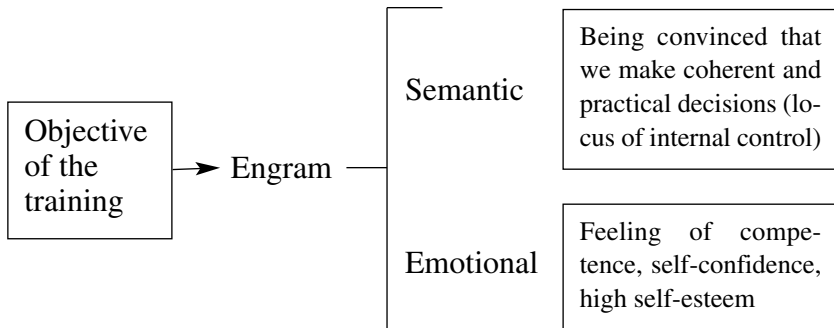 Objective
of the
training
Engram
Semantic
Being convinced that
we make coherent and
practical decisions (lo-
cus of internal control)
Emotional
Feeling of compe-
tence, self-confidence,
high self-esteem